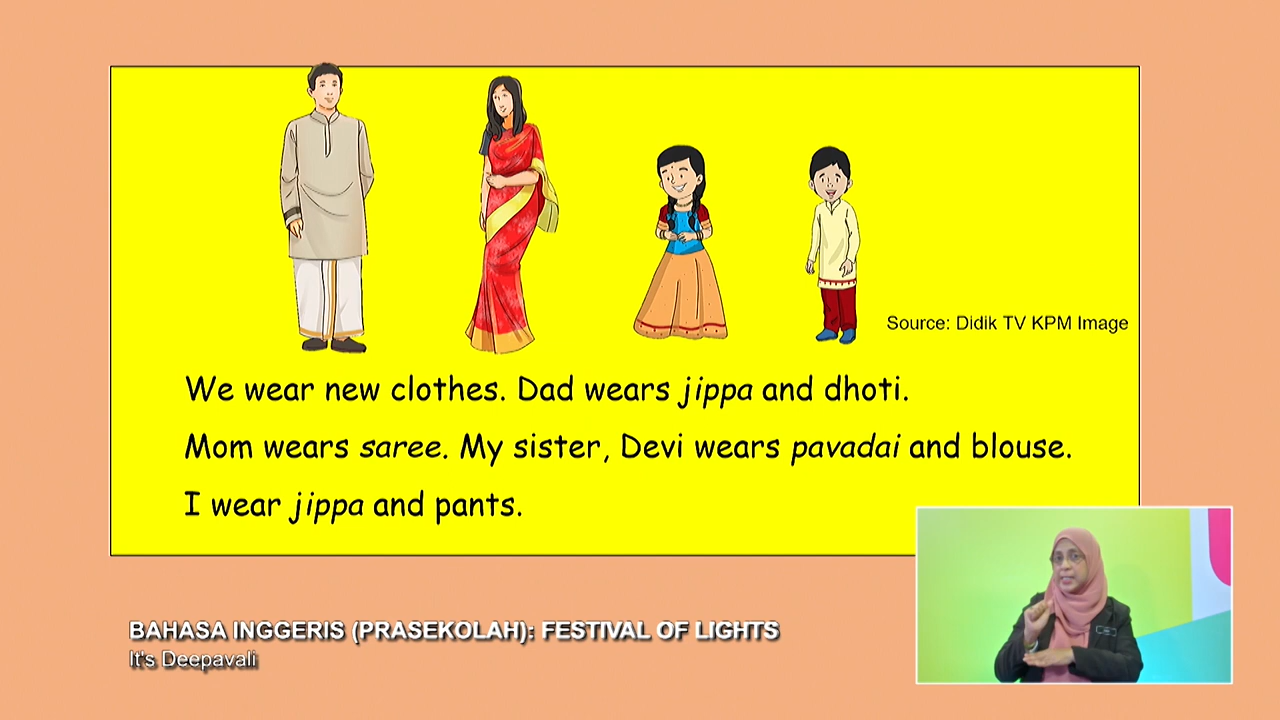 Source: Didik TV KPM Image
We wear new clothes. Dad wears jippa and dhoti.
Mom wears saree. My sister, Devi wears pavadai and blouse.
I wear jippa and pants.
BAHASA INGGERIS (PRASEKOLAH): FESTIVAL OF LIGHTS
It's Deepavali